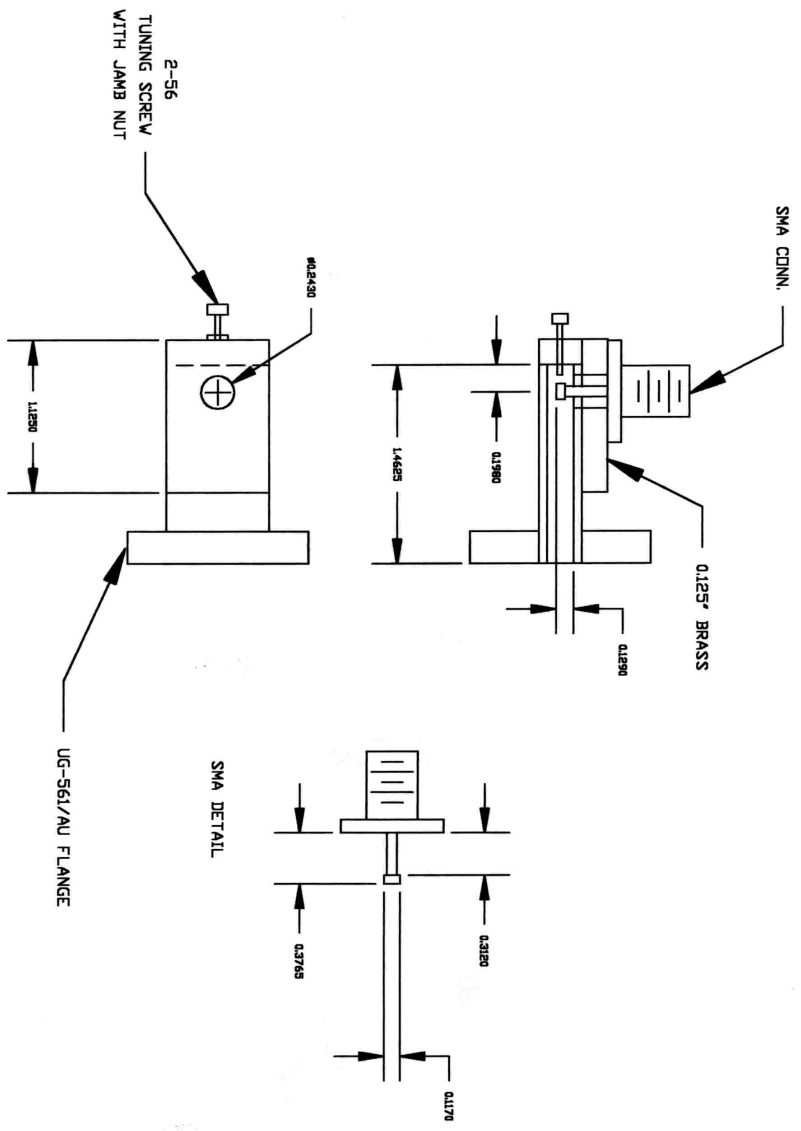 SMA CONN.
2-56
TUNING SCREW
WITH JAMB NUT
ø0.2430
1.1250
0.1980
1.4625
0.125" BRASS
0.1290
UG-561/AU FLANGE
SMA DETAIL
0.3120
0.3765
0.1170